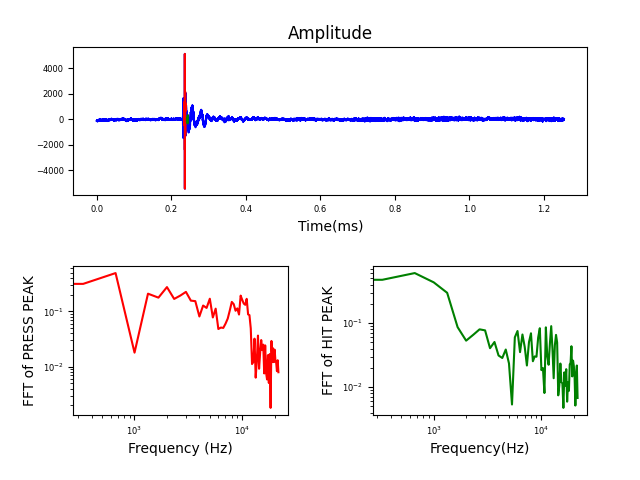 Amplitude
4000
2000
0
−2000
−4000
0.0 0.2 0.4 0.6 0.8 1.0 1.2
Time(ms)
FFT of PRESS PEAK
10⁻¹
10⁻²
10³ 10⁴
Frequency (Hz)
FFT of HIT PEAK
10⁻¹
10⁻²
10³ 10⁴
Frequency(Hz)